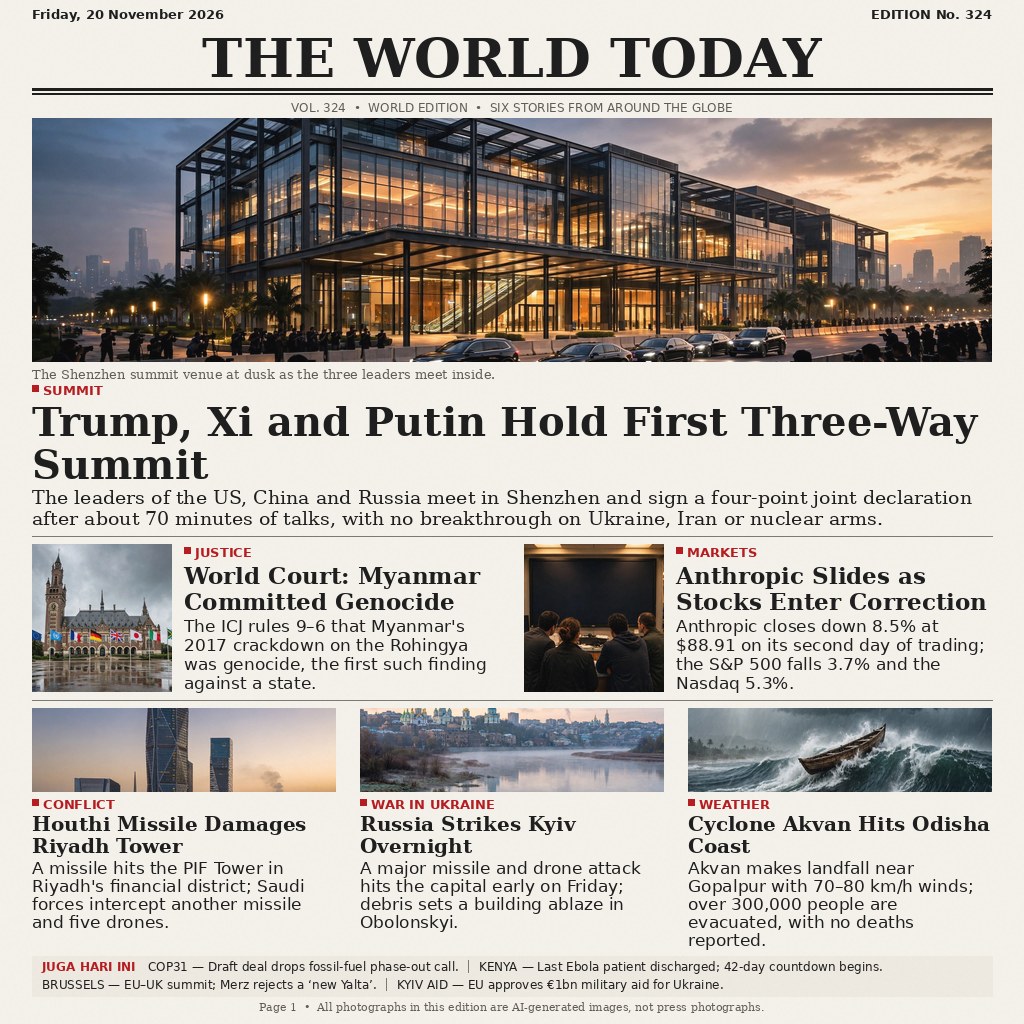 Friday, 20 November 2026
EDITION No. 324
THE WORLD TODAY
VOL. 324 • WORLD EDITION • SIX STORIES FROM AROUND THE GLOBE
The Shenzhen summit venue at dusk as the three leaders meet inside.
SUMMIT
Trump, Xi and Putin Hold First Three-Way
Summit
The leaders of the US, China and Russia meet in Shenzhen and sign a four-point joint declaration
after about 70 minutes of talks, with no breakthrough on Ukraine, Iran or nuclear arms.
JUSTICE
World Court: Myanmar
Committed Genocide
The ICJ rules 9–6 that Myanmar's
2017 crackdown on the Rohingya
was genocide, the first such finding
against a state.
MARKETS
Anthropic Slides as
Stocks Enter Correction
Anthropic closes down 8.5% at
$88.91 on its second day of trading;
the S&P 500 falls 3.7% and the
Nasdaq 5.3%.
CONFLICT
Houthi Missile Damages
Riyadh Tower
A missile hits the PIF Tower in
Riyadh's financial district; Saudi
forces intercept another missile
and five drones.
WAR IN UKRAINE
Russia Strikes Kyiv
Overnight
A major missile and drone attack
hits the capital early on Friday;
debris sets a building ablaze in
Obolonskyi.
WEATHER
Cyclone Akvan Hits Odisha
Coast
Akvan makes landfall near
Gopalpur with 70–80 km/h winds;
over 300,000 people are
evacuated, with no deaths
reported.
JUGA HARI INI COP31 — Draft deal drops fossil-fuel phase-out call. | KENYA — Last Ebola patient discharged; 42-day countdown begins.
BRUSSELS — EU–UK summit; Merz rejects a ‘new Yalta’. | KYIV AID — EU approves €1bn military aid for Ukraine.
Page 1 • All photographs in this edition are AI-generated images, not press photographs.